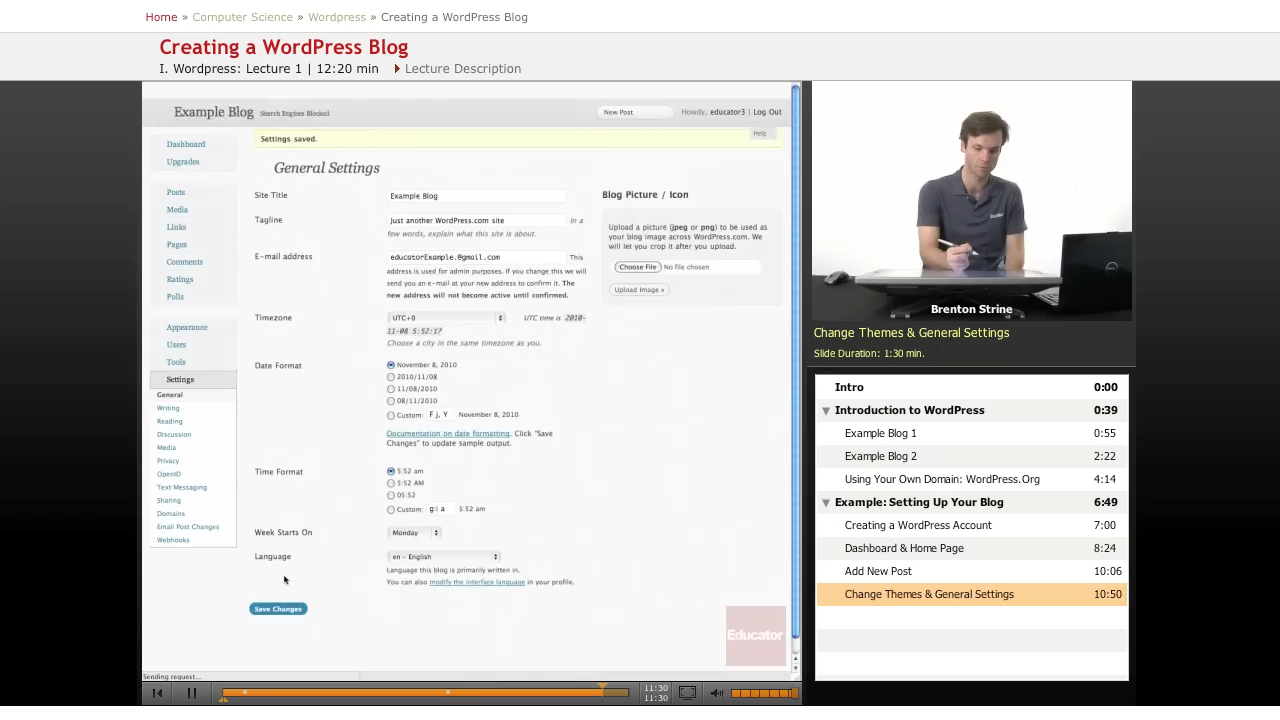 Home » Computer Science » Wordpress » Creating a WordPress Blog
Creating a WordPress Blog
I. Wordpress: Lecture 1 | 12:20 min Lecture Description
Example Blog Search Engines Blocked
New Post
Howdy, educator3 | Log Out
Help
Settings saved.
Dashboard
Upgrades
Posts
Media
Links
Pages
Comments
Ratings
Polls
Appearance
Users
Tools
Settings
General
Writing
Reading
Discussion
Media
Privacy
OpenID
Text Messaging
Sharing
Domains
Email Post Changes
Webhooks
General Settings
Site Title Example Blog
Tagline Just another WordPress.com site In a
few words, explain what this site is about.
E-mail address educatorExample.@gmail.com This
address is used for admin purposes. If you change this we will
send you an e-mail at your new address to confirm it. The
new address will not become active until confirmed.
Timezone UTC+0 UTC time is 2010-
11-08 5:52:17
Choose a city in the same timezone as you.
Date Format November 8, 2010
2010/11/08
11/08/2010
08/11/2010
Custom: F j, Y November 8, 2010
Documentation on date formatting. Click "Save
Changes" to update sample output.
Time Format 5:52 am
5:52 AM
05:52
Custom: g:i a 5:52 am
Week Starts On Monday
Language en - English
Language this blog is primarily written in.
You can also modify the interface language in your profile.
Save Changes
Blog Picture / Icon
Upload a picture (jpeg or png) to be used as
your blog image across WordPress.com. We
will let you crop it after you upload.
Choose File No file chosen
Upload Image »
Educator
Sending request...
11:30
11:30
Brenton Strine
Change Themes & General Settings
Slide Duration: 1:30 min.
Intro 0:00
Introduction to WordPress 0:39
Example Blog 1 0:55
Example Blog 2 2:22
Using Your Own Domain: WordPress.Org 4:14
Example: Setting Up Your Blog 6:49
Creating a WordPress Account 7:00
Dashboard & Home Page 8:24
Add New Post 10:06
Change Themes & General Settings 10:50